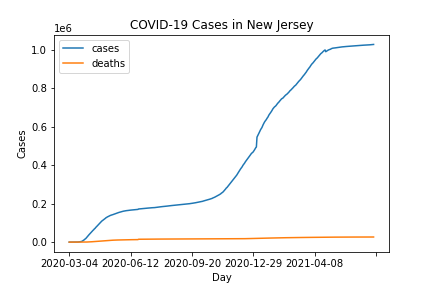 COVID-19 Cases in New Jersey
1e6
cases
deaths
1.0
0.8
0.6
0.4
0.2
0.0
Cases
2020-03-04 2020-06-12 2020-09-20 2020-12-29 2021-04-08
Day